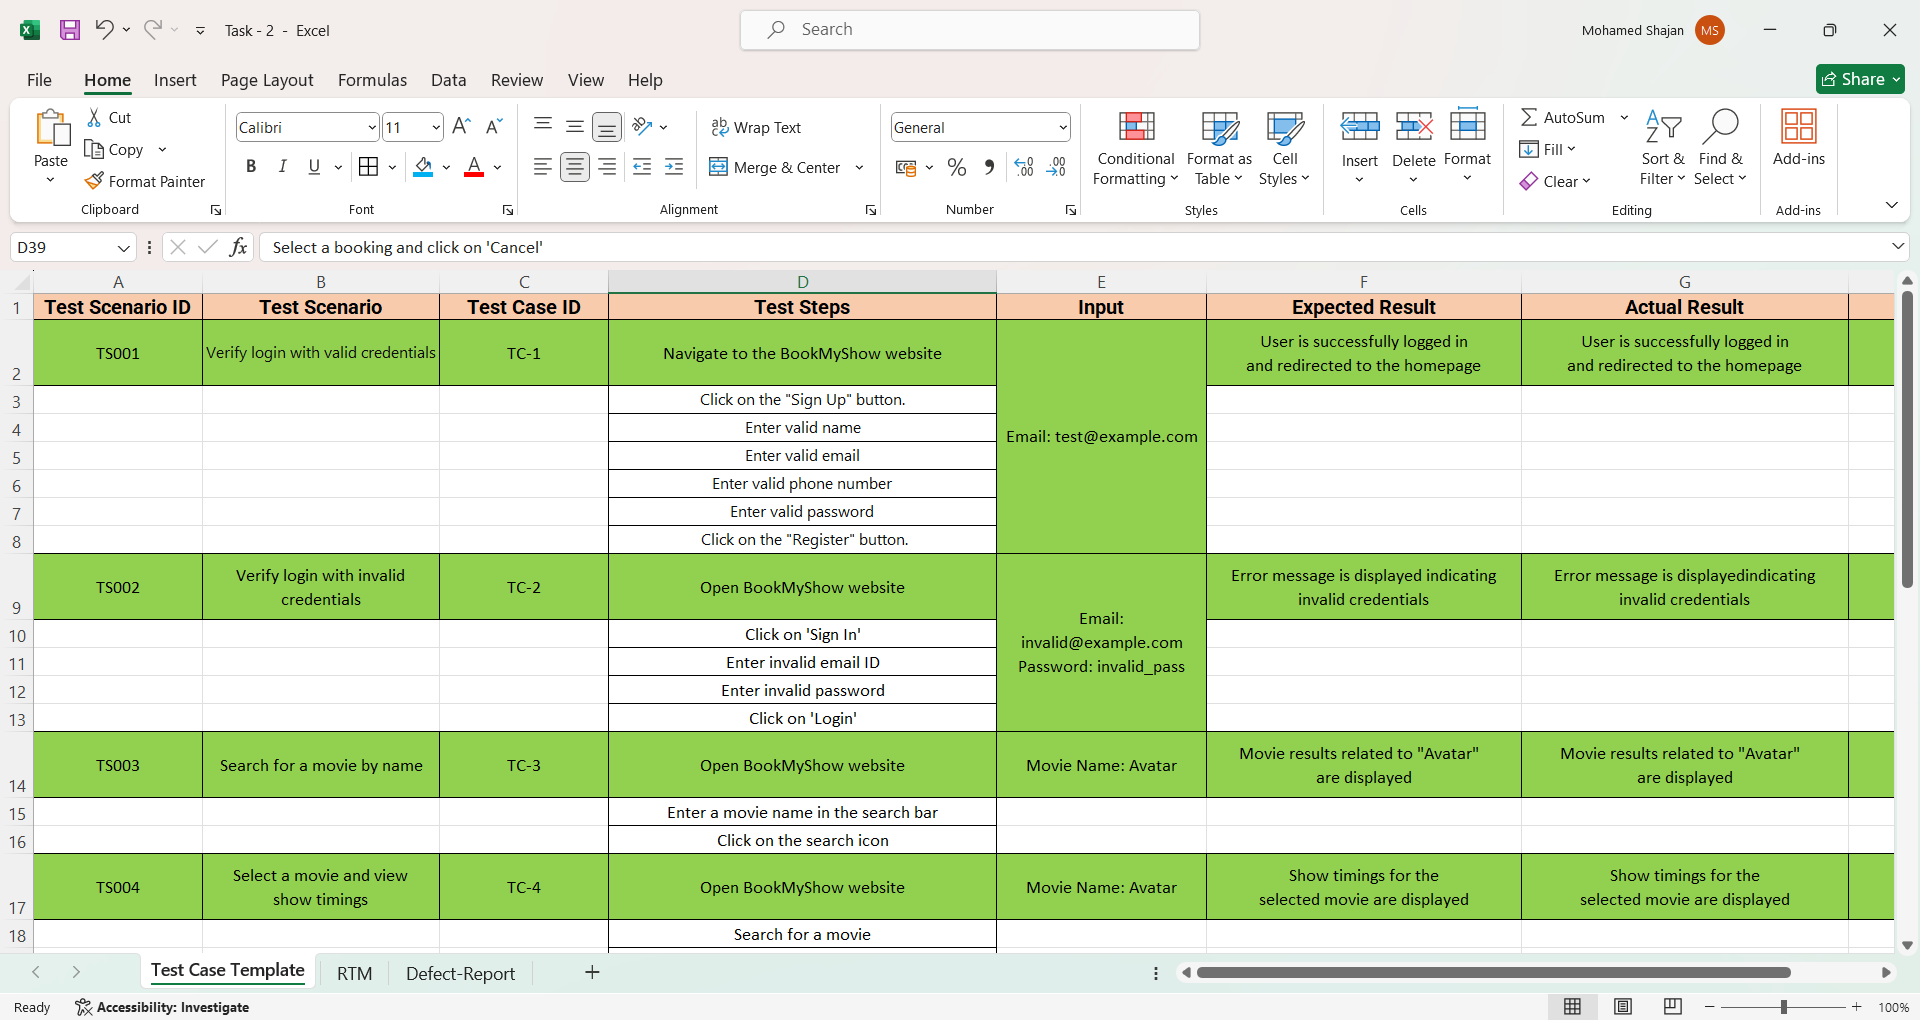 Task - 2 - Excel
Search
Mohamed Shajan MS
File Home Insert Page Layout Formulas Data Review View Help
Share
Paste
Cut
Copy
Format Painter
Clipboard
Calibri 11
B I U
Font
Wrap Text
Merge & Center
Alignment
General
Number
Conditional Formatting
Format as Table
Cell Styles
Styles
Insert Delete Format
Cells
AutoSum
Fill
Clear
Sort & Filter
Find & Select
Editing
Add-ins
Add-ins
D39 fx Select a booking and click on 'Cancel'
A B C D E F G
1 Test Scenario ID Test Scenario Test Case ID Test Steps Input Expected Result Actual Result
2 TS001 Verify login with valid credentials TC-1 Navigate to the BookMyShow website Email: test@example.com User is successfully logged in and redirected to the homepage User is successfully logged in and redirected to the homepage
3 Click on the "Sign Up" button.
4 Enter valid name
5 Enter valid email
6 Enter valid phone number
7 Enter valid password
8 Click on the "Register" button.
9 TS002 Verify login with invalid credentials TC-2 Open BookMyShow website Email: invalid@example.com Password: invalid_pass Error message is displayed indicating invalid credentials Error message is displayedindicating invalid credentials
10 Click on 'Sign In'
11 Enter invalid email ID
12 Enter invalid password
13 Click on 'Login'
14 TS003 Search for a movie by name TC-3 Open BookMyShow website Movie Name: Avatar Movie results related to "Avatar" are displayed Movie results related to "Avatar" are displayed
15 Enter a movie name in the search bar
16 Click on the search icon
17 TS004 Select a movie and view show timings TC-4 Open BookMyShow website Movie Name: Avatar Show timings for the selected movie are displayed Show timings for the selected movie are displayed
18 Search for a movie
Test Case Template RTM Defect-Report
Ready Accessibility: Investigate 100%